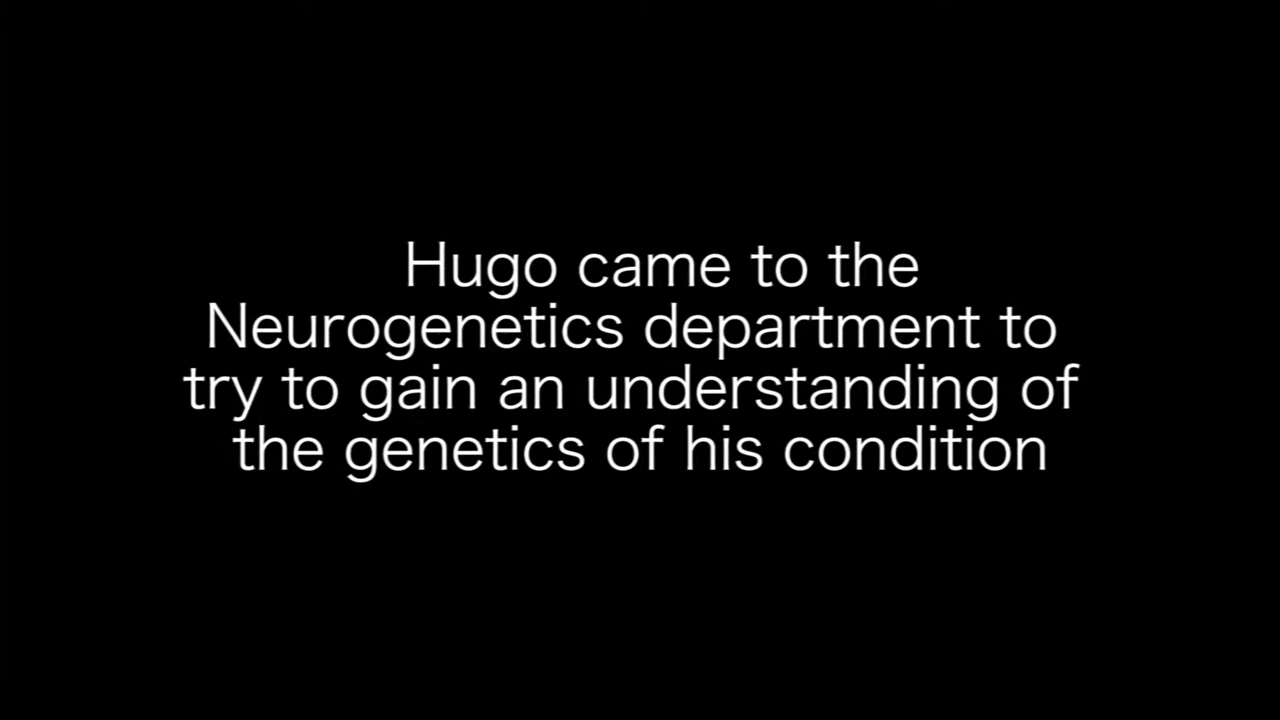 Hugo came to the
Neurogenetics department to
try to gain an understanding of
the genetics of his condition